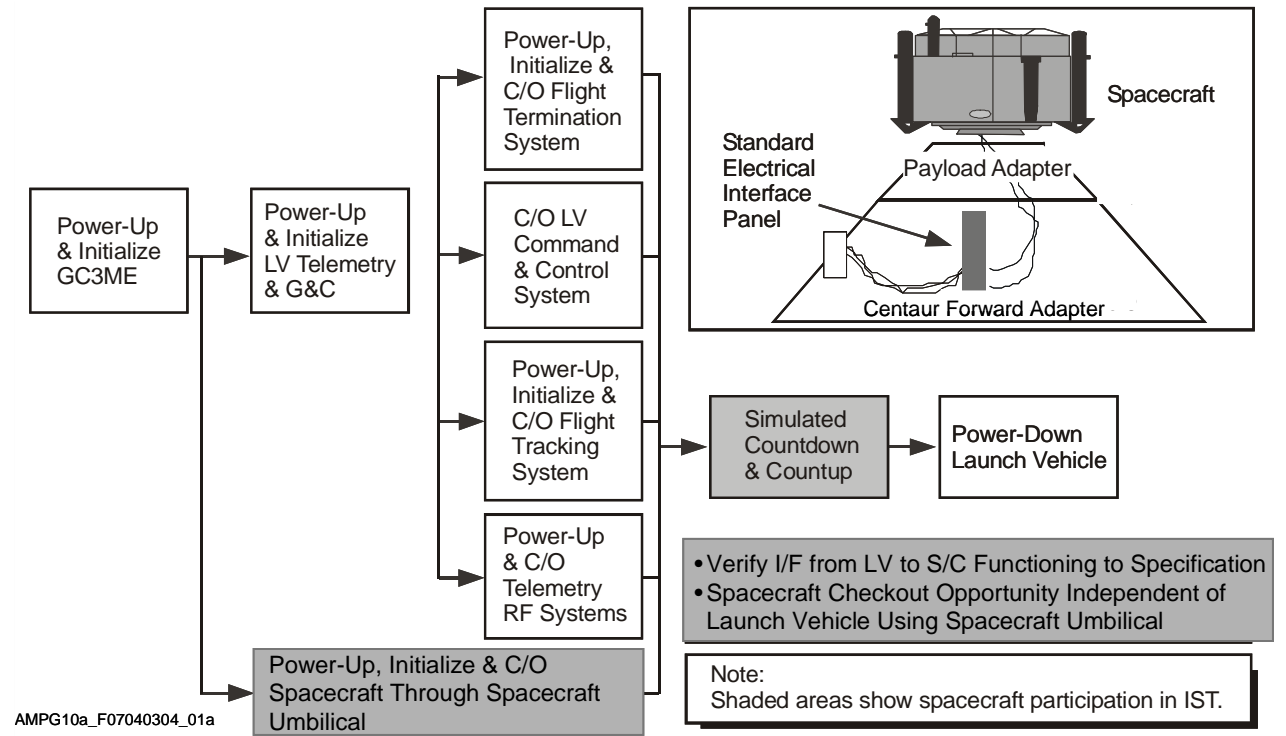 Power-Up
& Initialize
GC3ME
Power-Up
& Initialize
LV Telemetry
& G&C
Power-Up,
Initialize &
C/O Flight
Termination
System
C/O LV
Command
& Control
System
Power-Up,
Initialize &
C/O Flight
Tracking
System
Power-Up
& C/O
Telemetry
RF Systems
Power-Up, Initialize & C/O
Spacecraft Through Spacecraft
Umbilical
Simulated
Countdown
& Countup
Power-Down
Launch Vehicle
Spacecraft
Standard
Electrical
Interface
Panel
Payload Adapter
Centaur Forward Adapter
• Verify I/F from LV to S/C Functioning to Specification
• Spacecraft Checkout Opportunity Independent of
Launch Vehicle Using Spacecraft Umbilical
Note:
Shaded areas show spacecraft participation in IST.
AMPG10a_F07040304_01a